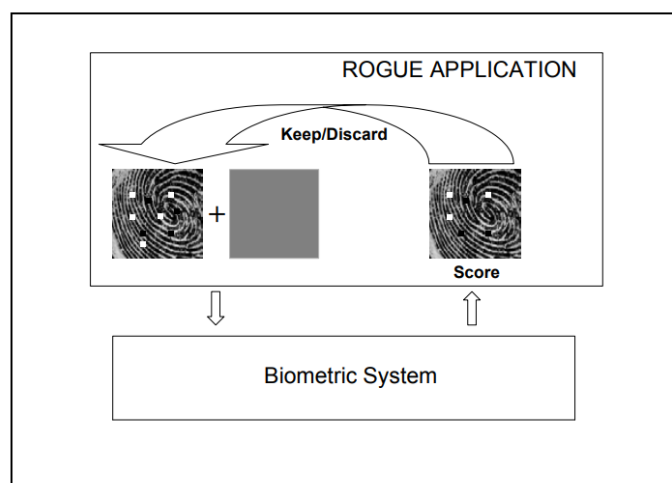 ROGUE APPLICATION
Keep/Discard
+
Score
Biometric System